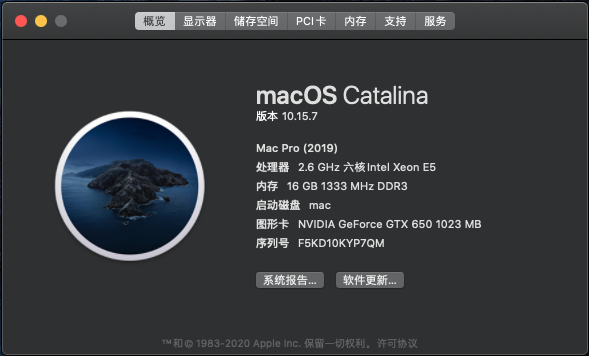 概览 显示器 储存空间 PCI卡 内存 支持 服务
macOS Catalina
版本 10.15.7
Mac Pro (2019)
处理器 2.6 GHz 六核Intel Xeon E5
内存 16 GB 1333 MHz DDR3
启动磁盘 mac
图形卡 NVIDIA GeForce GTX 650 1023 MB
序列号 F5KD10KYP7QM
系统报告... 软件更新...
™和© 1983-2020 Apple Inc. 保留一切权利。许可协议